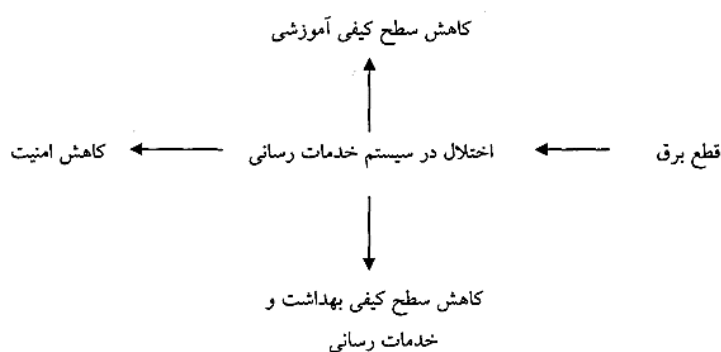 کاهش سطح کیفی آموزشی
قطع برق
اختلال در سیستم خدمات رسانی
کاهش امنیت
کاهش سطح کیفی بهداشت و
خدمات رسانی